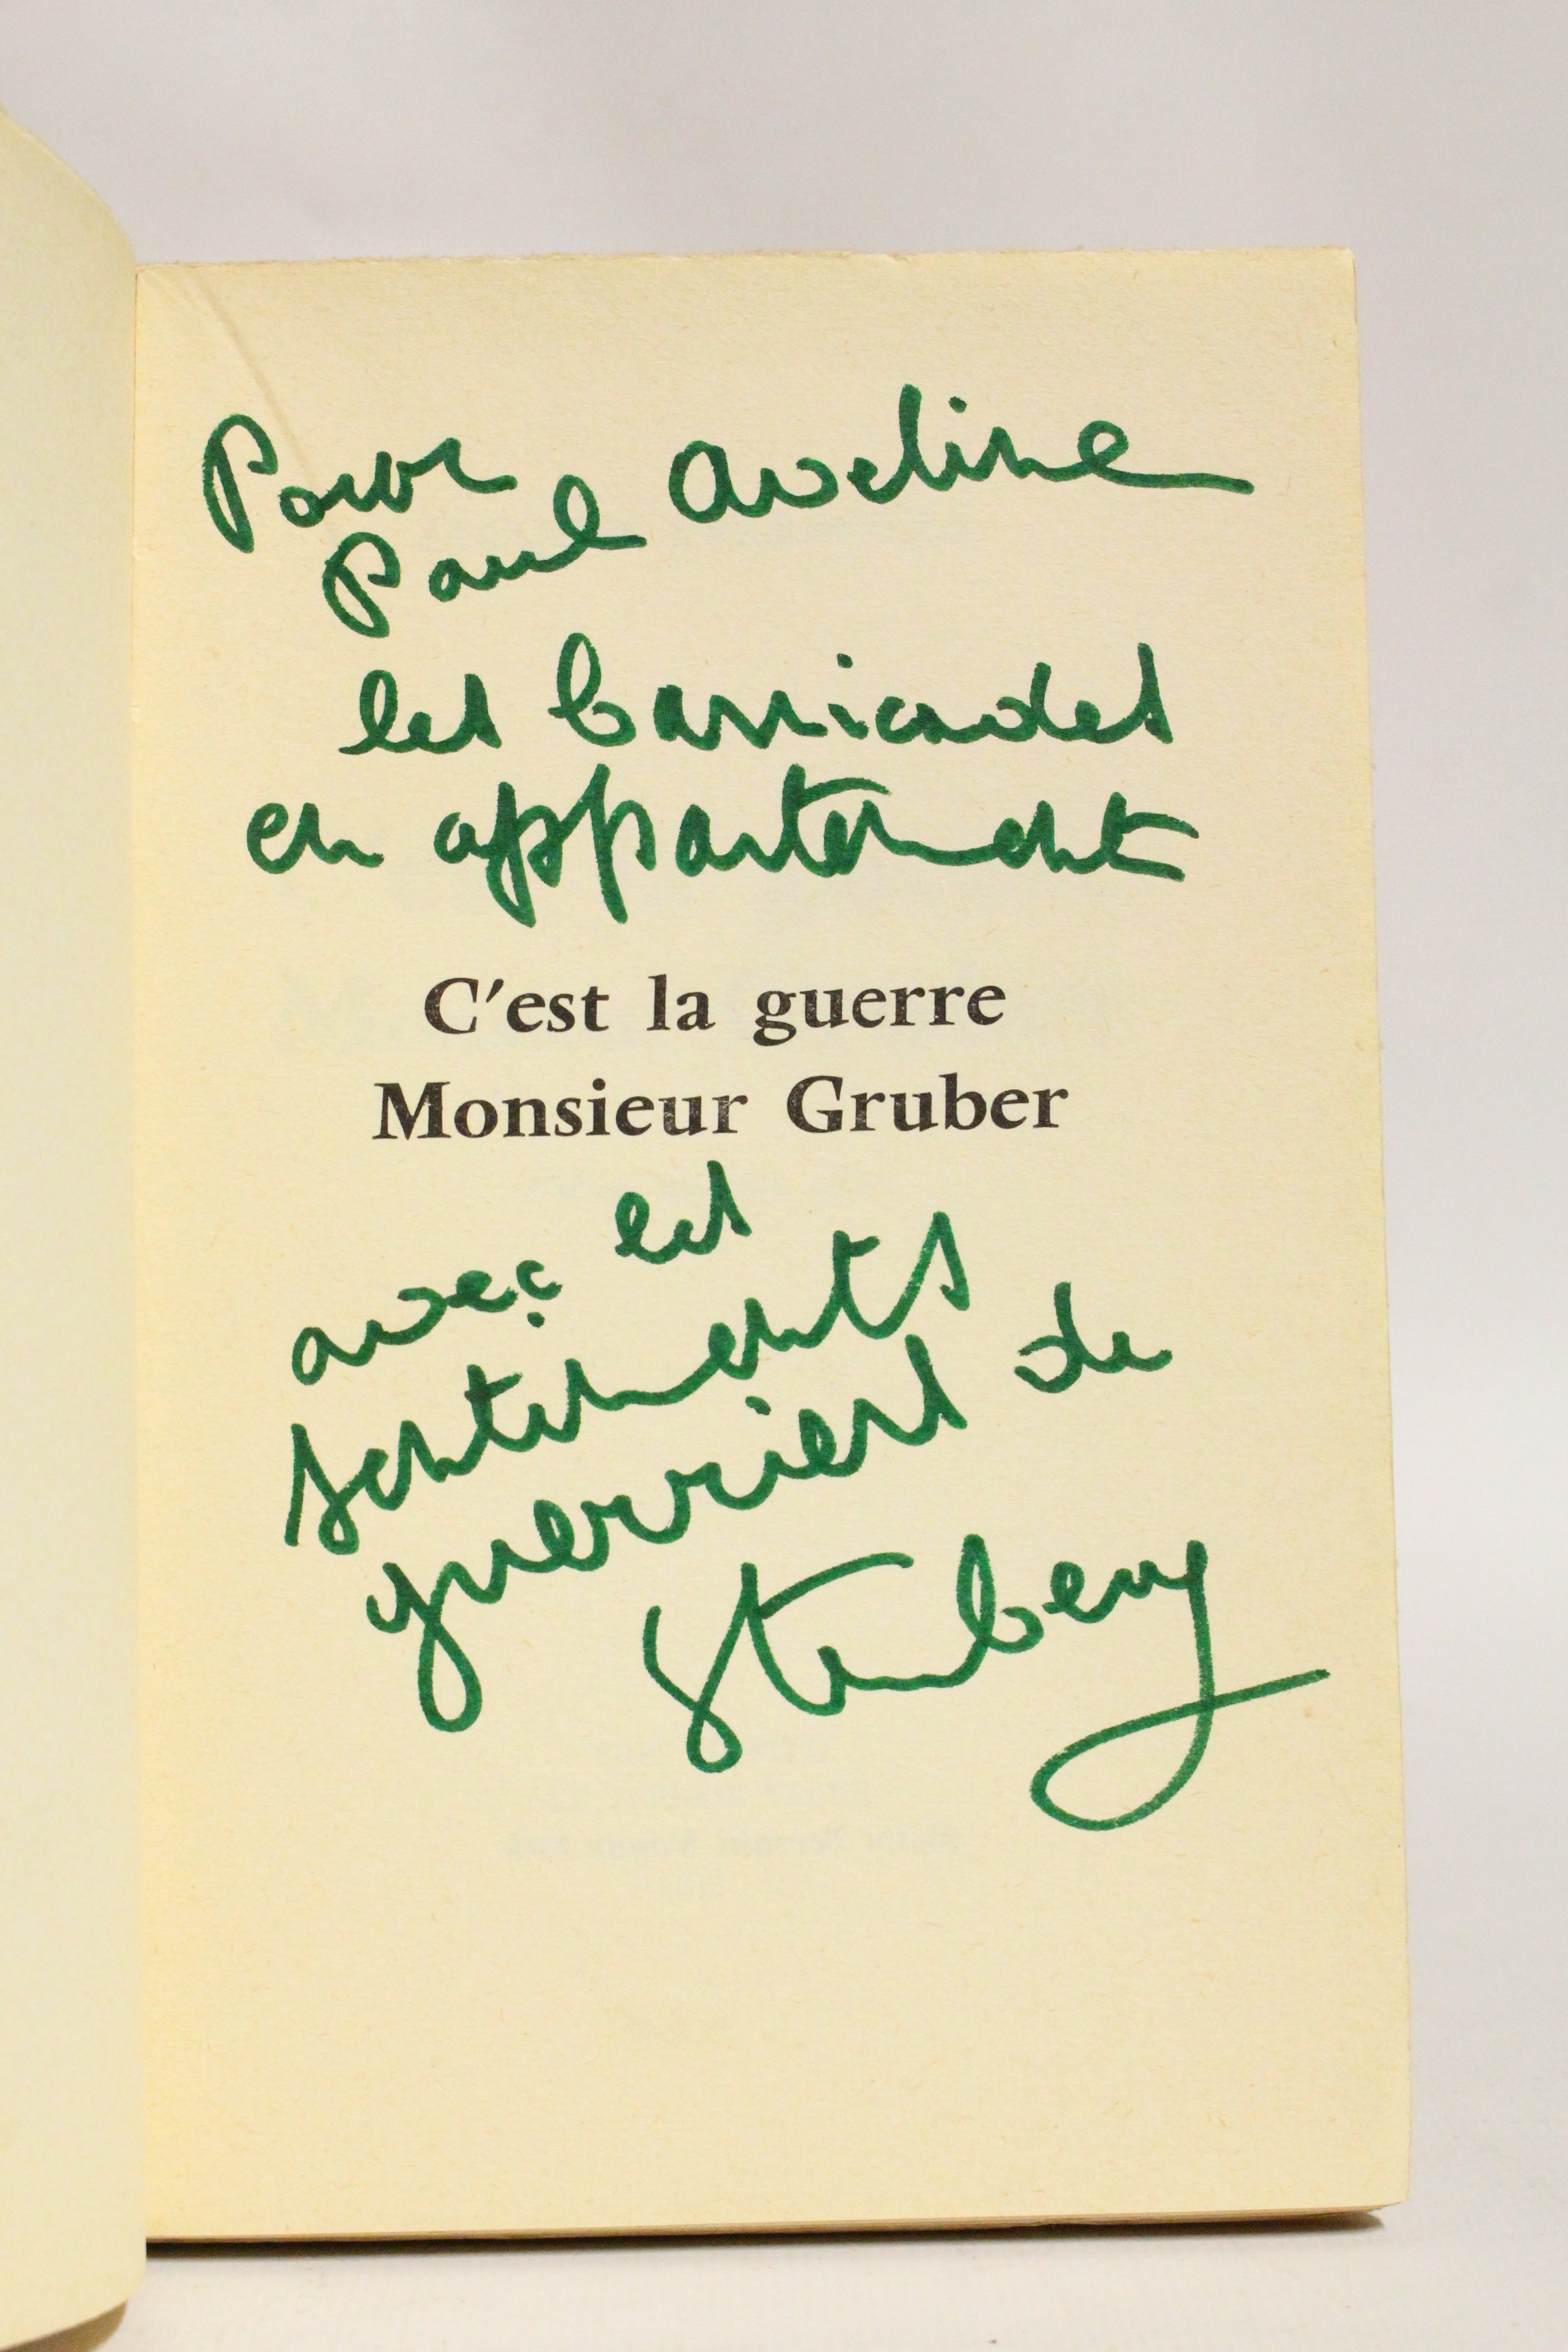 Pour
Paul Aveline
les barricades
en appartement
C'est la guerre
Monsieur Gruber
avec les
sentiments
guerriers de
Sternberg